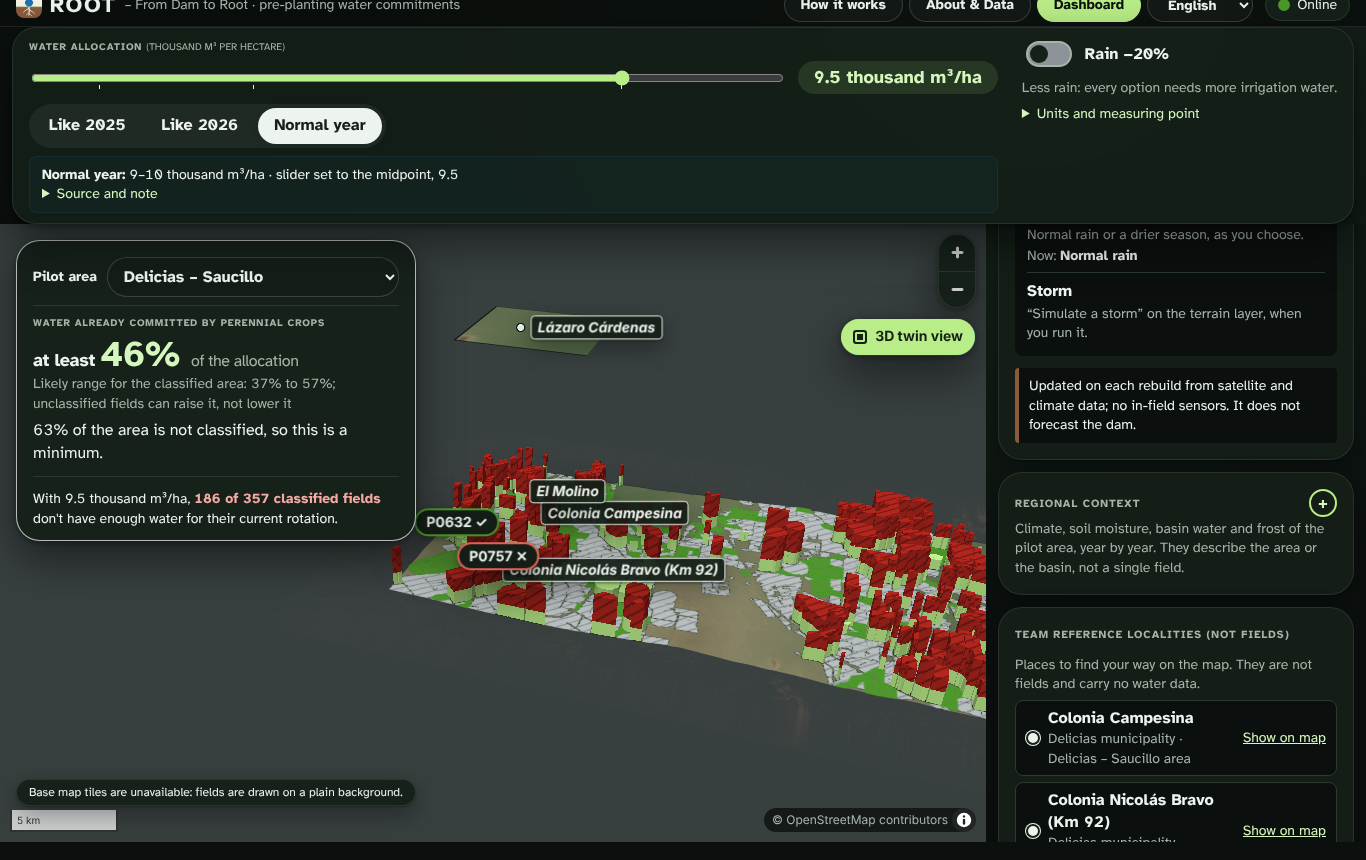 ROOT – From Dam to Root · pre-planting water commitments
How it works
About & Data
Dashboard
English
Online
WATER ALLOCATION (THOUSAND M³ PER HECTARE)
9.5 thousand m³/ha
Like 2025
Like 2026
Normal year
Normal year: 9–10 thousand m³/ha · slider set to the midpoint, 9.5
Source and note
Rain −20%
Less rain: every option needs more irrigation water.
Units and measuring point
Pilot area
Delicias – Saucillo
WATER ALREADY COMMITTED BY PERENNIAL CROPS
at least 46% of the allocation
Likely range for the classified area: 37% to 57%;
unclassified fields can raise it, not lower it
63% of the area is not classified, so this is a
minimum.
With 9.5 thousand m³/ha, 186 of 357 classified fields
don't have enough water for their current rotation.
+
−
3D twin view
Lázaro Cárdenas
El Molino
Colonia Campesina
P0632 ✓
P0757 ✕
Colonia Nicolás Bravo (Km 92)
Base map tiles are unavailable; fields are drawn on a plain background.
5 km
© OpenStreetMap contributors
Normal rain or a drier season, as you choose.
Now: Normal rain
Storm
“Simulate a storm” on the terrain layer, when
you run it.
Updated on each rebuild from satellite and
climate data; no in-field sensors. It does not
forecast the dam.
REGIONAL CONTEXT
+
Climate, soil moisture, basin water and frost of the
pilot area, year by year. They describe the area or
the basin, not a single field.
TEAM REFERENCE LOCALITIES (NOT FIELDS)
Places to find your way on the map. They are not
fields and carry no water data.
Colonia Campesina
Delicias municipality ·
Delicias – Saucillo area
Show on map
Colonia Nicolás Bravo
(Km 92)
Delicias municipality ·
Show on map